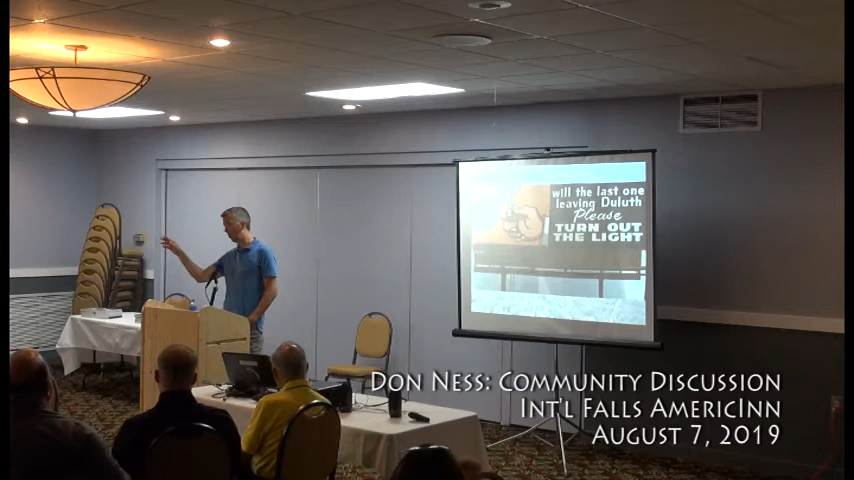 will the last one
leaving Duluth
Please
TURN OUT
THE LIGHT
DON NESS: COMMUNITY DISCUSSION
INT'L FALLS AMERICINN
AUGUST 7, 2019